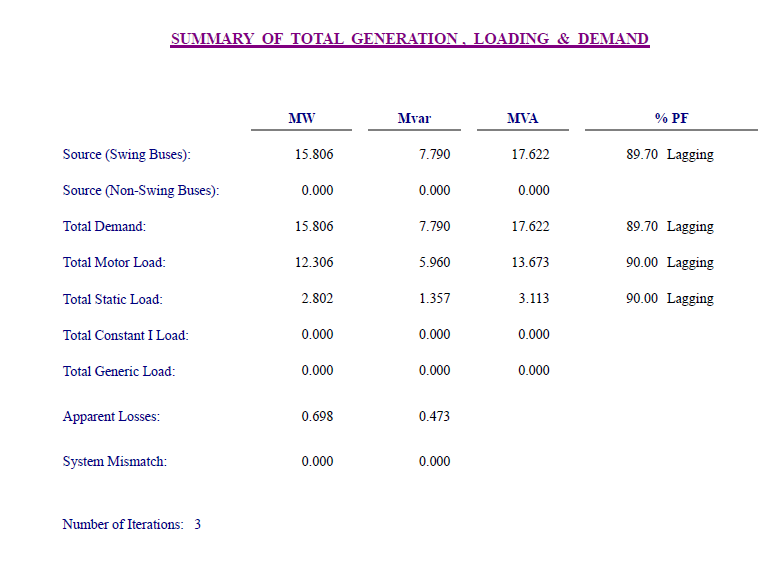 SUMMARY OF TOTAL GENERATION , LOADING & DEMAND
MW Mvar MVA % PF
Source (Swing Buses): 15.806 7.790 17.622 89.70 Lagging
Source (Non-Swing Buses): 0.000 0.000 0.000
Total Demand: 15.806 7.790 17.622 89.70 Lagging
Total Motor Load: 12.306 5.960 13.673 90.00 Lagging
Total Static Load: 2.802 1.357 3.113 90.00 Lagging
Total Constant I Load: 0.000 0.000 0.000
Total Generic Load: 0.000 0.000 0.000
Apparent Losses: 0.698 0.473
System Mismatch: 0.000 0.000
Number of Iterations: 3